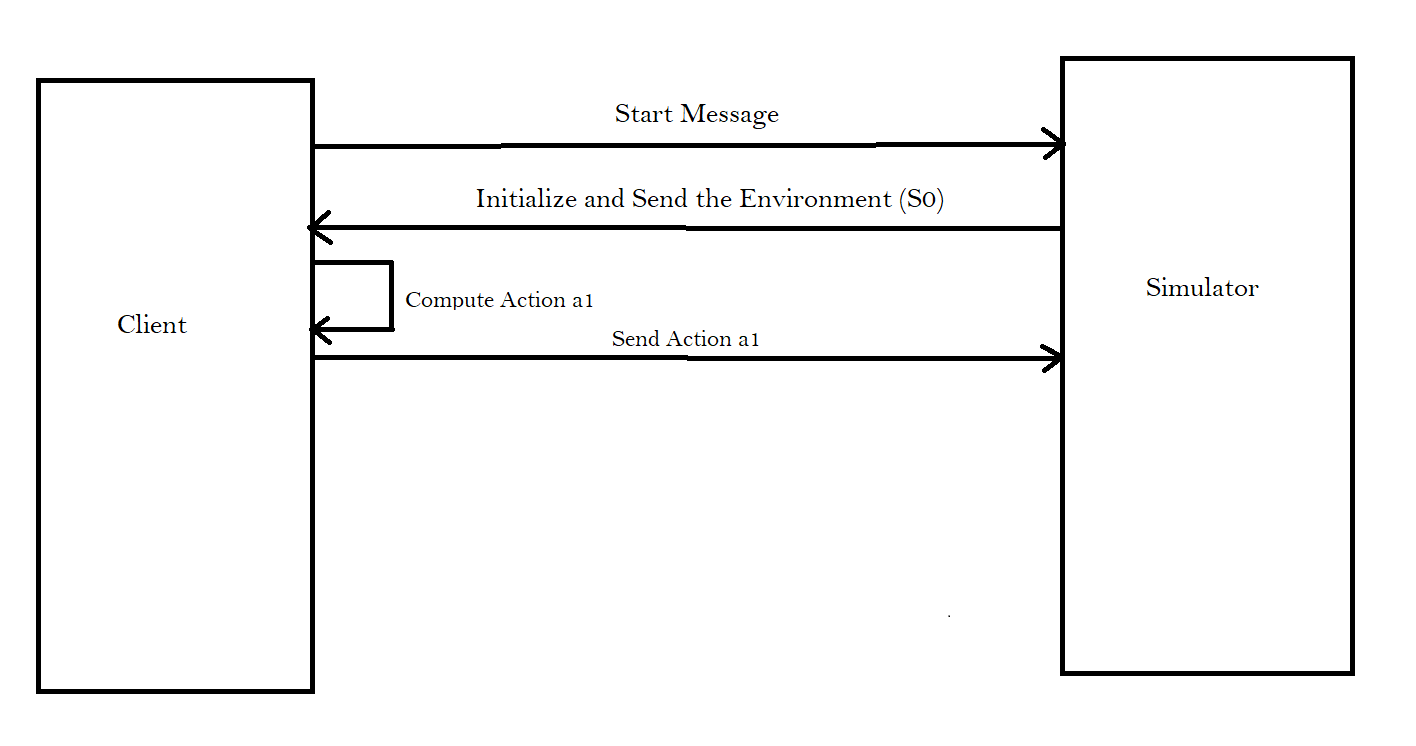 Start Message
Initialize and Send the Environment (S0)
Simulator
Compute Action a1
Client
Send Action a1